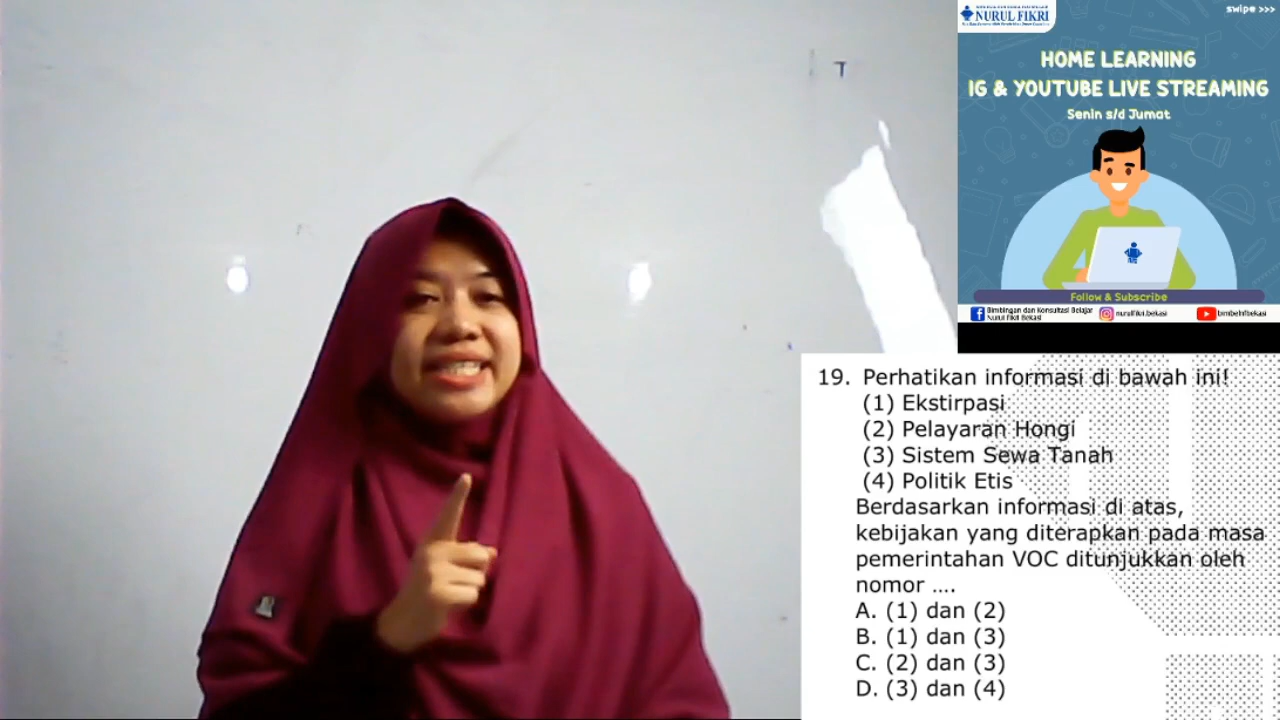 NURUL FIKRI
swipe >>>
HOME LEARNING
IG & YOUTUBE LIVE STREAMING
Senin s/d Jumat
Follow & Subscribe
Bimbingan dan Konsultasi Belajar
Nurul Fikri Bekasi
nurulfikri.bekasi
bimbelnfbekasi
19. Perhatikan informasi di bawah ini!
(1) Ekstirpasi
(2) Pelayaran Hongi
(3) Sistem Sewa Tanah
(4) Politik Etis
Berdasarkan informasi di atas,
kebijakan yang diterapkan pada masa
pemerintahan VOC ditunjukkan oleh
nomor ....
A. (1) dan (2)
B. (1) dan (3)
C. (2) dan (3)
D. (3) dan (4)